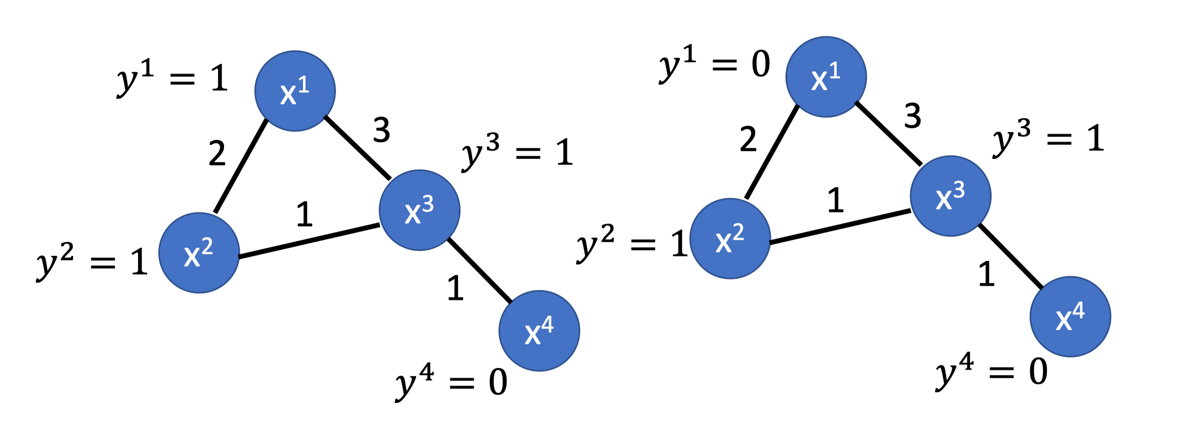 y¹ = 1
x¹
2
3
y³ = 1
x³
1
y² = 1
x²
1
x⁴
y⁴ = 0
y¹ = 0
x¹
2
3
y³ = 1
x³
1
y² = 1
x²
1
x⁴
y⁴ = 0